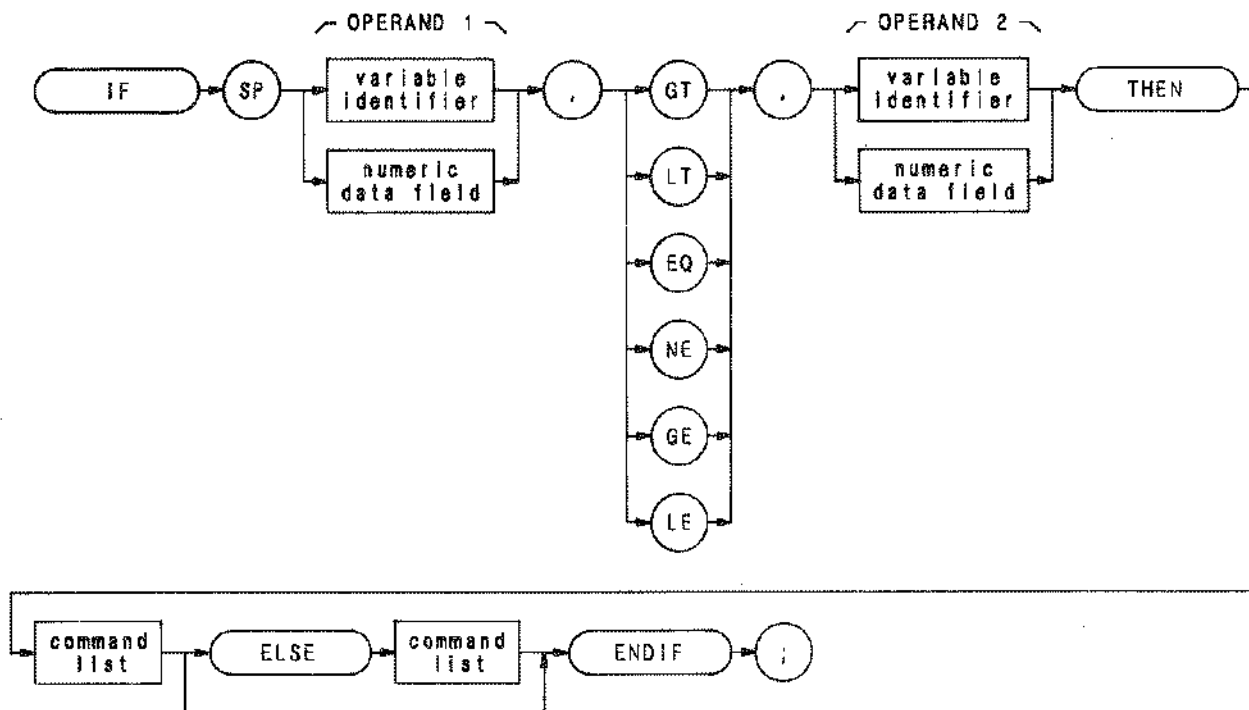 OPERAND 1
OPERAND 2
IF
SP
variable
identifier
numeric
data field
,
GT
LT
EQ
NE
GE
LE
,
variable
identifier
numeric
data field
THEN
command
list
ELSE
command
list
ENDIF
;